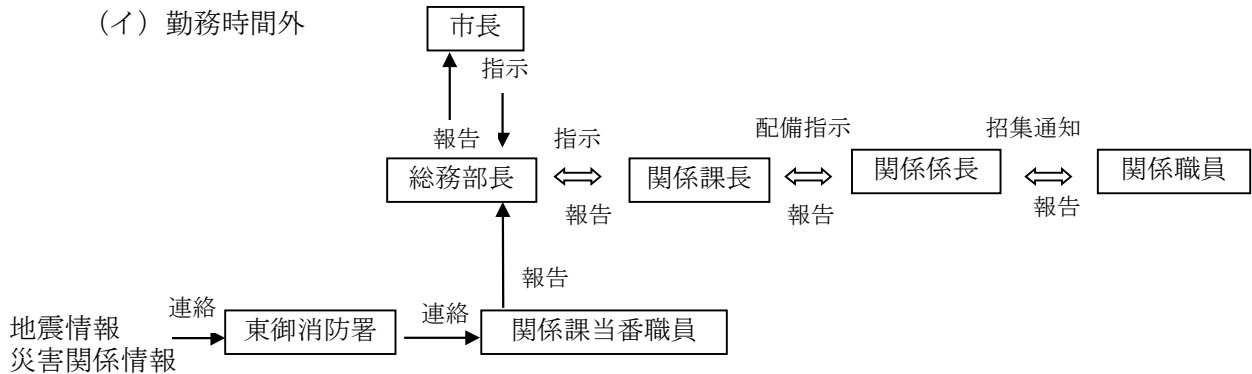 （イ）勤務時間外
市長
指示
報告
指示
配備指示
招集通知
総務部長
関係課長
関係係長
関係職員
報告
報告
報告
報告
連絡
連絡
地震情報
災害関係情報
東御消防署
関係課当番職員